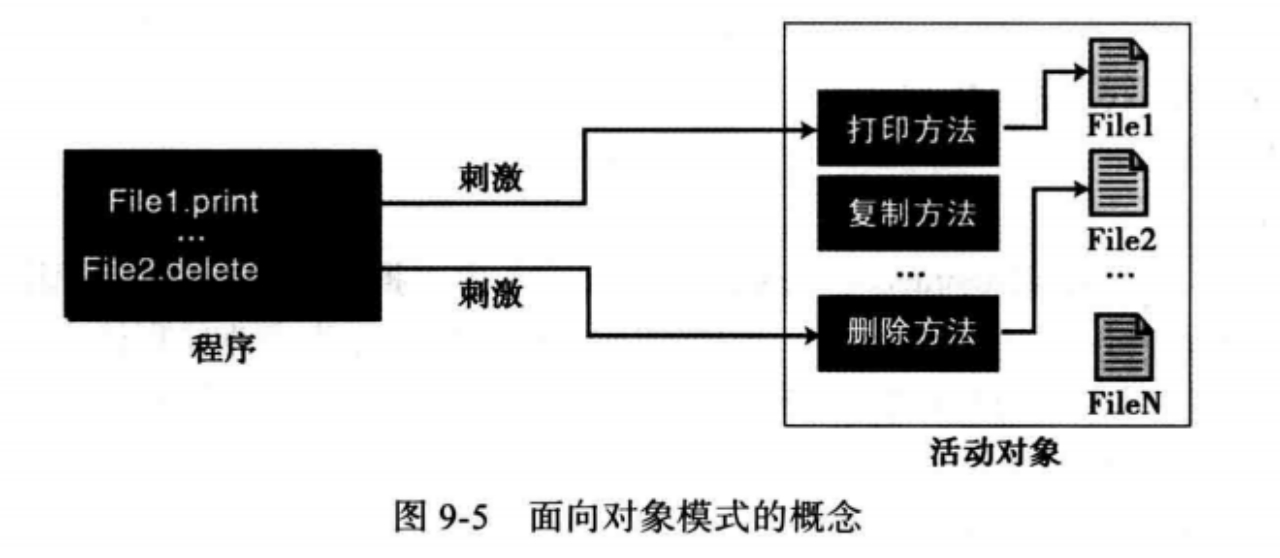 File1.print
...
File2.delete
程序
刺激
刺激
打印方法
复制方法
...
删除方法
File1
File2
...
FileN
活动对象
图 9-5 面向对象模式的概念